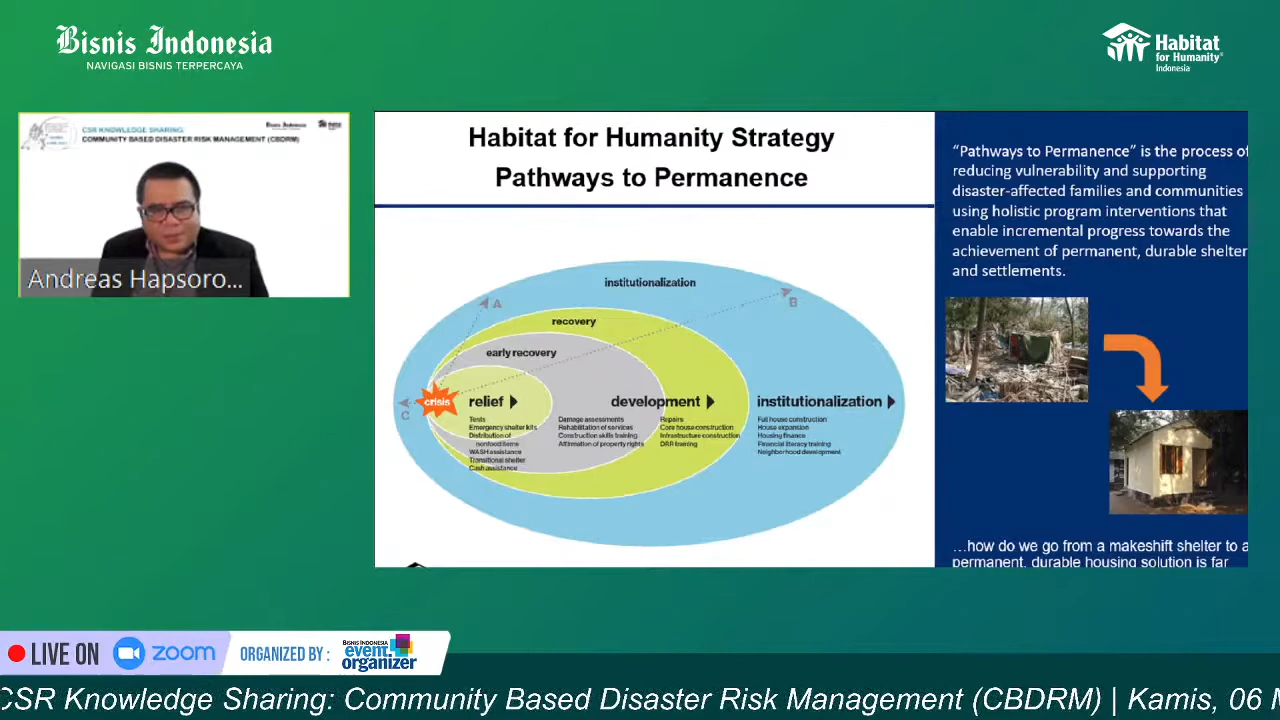 Bisnis Indonesia
NAVIGASI BISNIS TERPERCAYA
Habitat
for Humanity®
Indonesia
CSR KNOWLEDGE SHARING:
COMMUNITY BASED DISASTER RISK MANAGEMENT (CBDRM)
Andreas Hapsoro...
Habitat for Humanity Strategy
Pathways to Permanence
institutionalization
A
B
recovery
early recovery
crisis
C
relief
Tents
Emergency shelter kits
Distribution of
nonfood items
WASH assistance
Transitional shelter
Cash assistance
Damage assessments
Rehabilitation of services
Construction skills training
Affirmation of property rights
development
Repairs
Core house construction
Infrastructure construction
DRR training
institutionalization
Full house construction
House expansion
Housing finance
Financial literacy training
Neighborhood development
“Pathways to Permanence” is the process of
reducing vulnerability and supporting
disaster-affected families and communities
using holistic program interventions that
enable incremental progress towards the
achievement of permanent, durable shelter
and settlements.
…how do we go from a makeshift shelter to a
permanent, durable housing solution is far
LIVE ON
zoom
ORGANIZED BY :
BISNIS INDONESIA
event
organizer
CSR Knowledge Sharing: Community Based Disaster Risk Management (CBDRM) | Kamis, 06 M